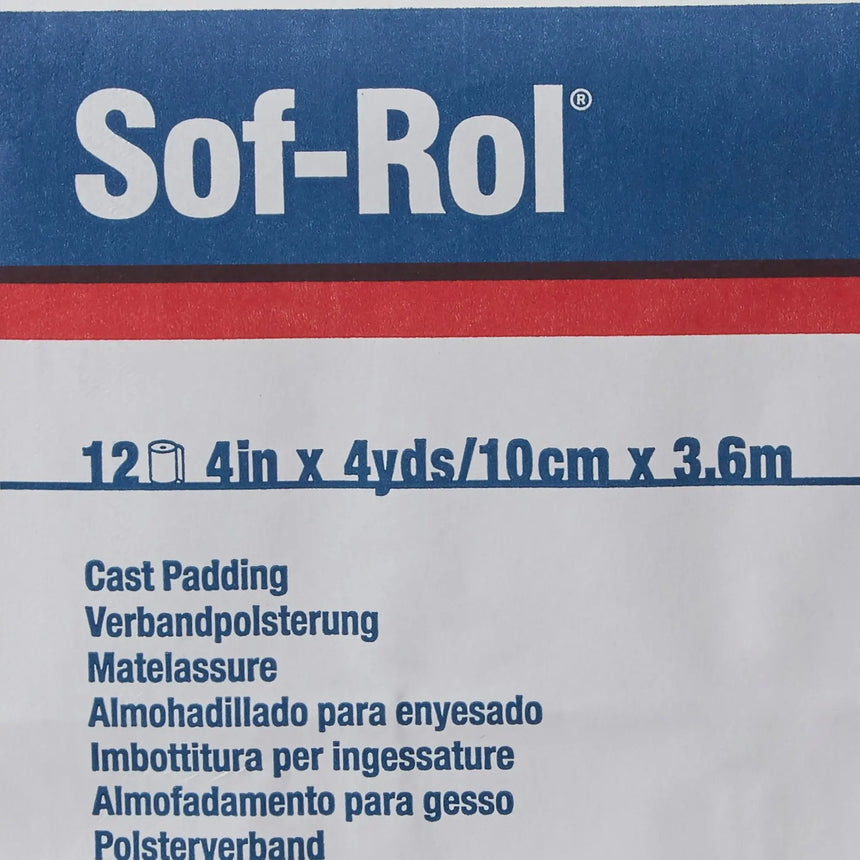 Sof-Rol®
12 4in x 4yds/10cm x 3.6m
Cast Padding
Verbandpolsterung
Matelassure
Almohadillado para enyesado
Imbottitura per ingessature
Almofadamento para gesso
Polsterverband